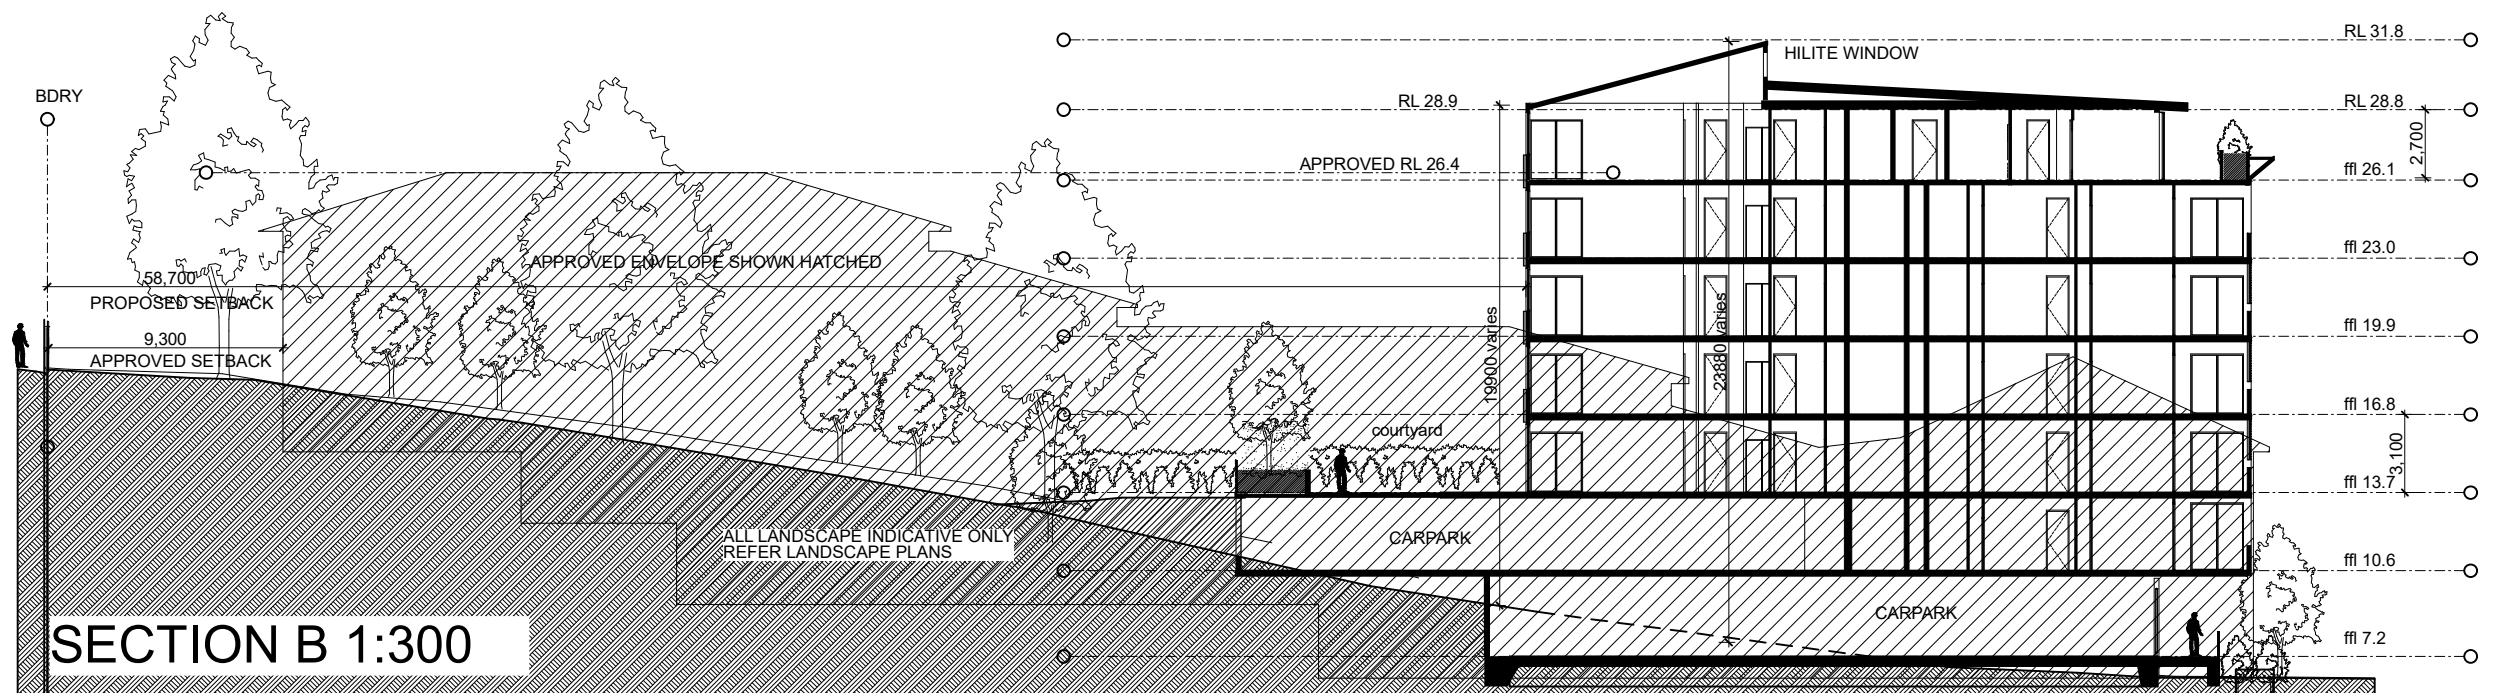 RL 31.8
HILITE WINDOW
BDRY
RL 28.9
RL 28.8
2,700
APPROVED RL 26.4
ffl 26.1
ffl 23.0
APPROVED ENVELOPE SHOWN HATCHED
58,700
PROPOSED SETBACK
9,300
APPROVED SETBACK
19900 varies
23880 varies
ffl 19.9
ffl 16.8
courtyard
3,100
ffl 13.7
ALL LANDSCAPE INDICATIVE ONLY
REFER LANDSCAPE PLANS
CARPARK
ffl 10.6
CARPARK
ffl 7.2
SECTION B 1:300